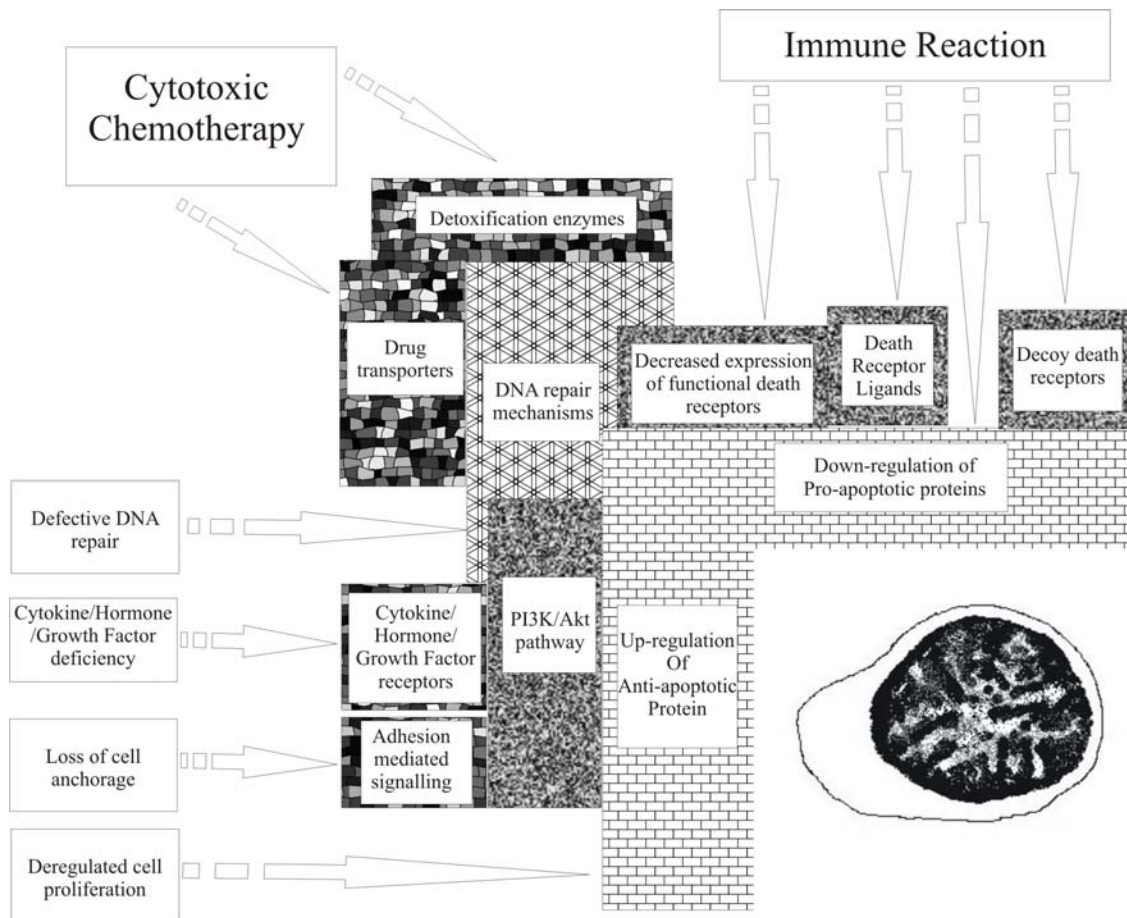 Immune Reaction
Cytotoxic
Chemotherapy
Detoxification enzymes
Drug
transporters
DNA repair
mechanisms
Decreased expression
of functional death
receptors
Death
Receptor
Ligands
Decoy death
receptors
Down-regulation of
Pro-apoptotic proteins
Defective DNA
repair
Cytokine/Hormone
/Growth Factor
deficiency
Cytokine/
Hormone/
Growth Factor
receptors
PI3K/Akt
pathway
Up-regulation
Of
Anti-apoptotic
Protein
Loss of cell
anchorage
Adhesion
mediated
signalling
Deregulated cell
proliferation